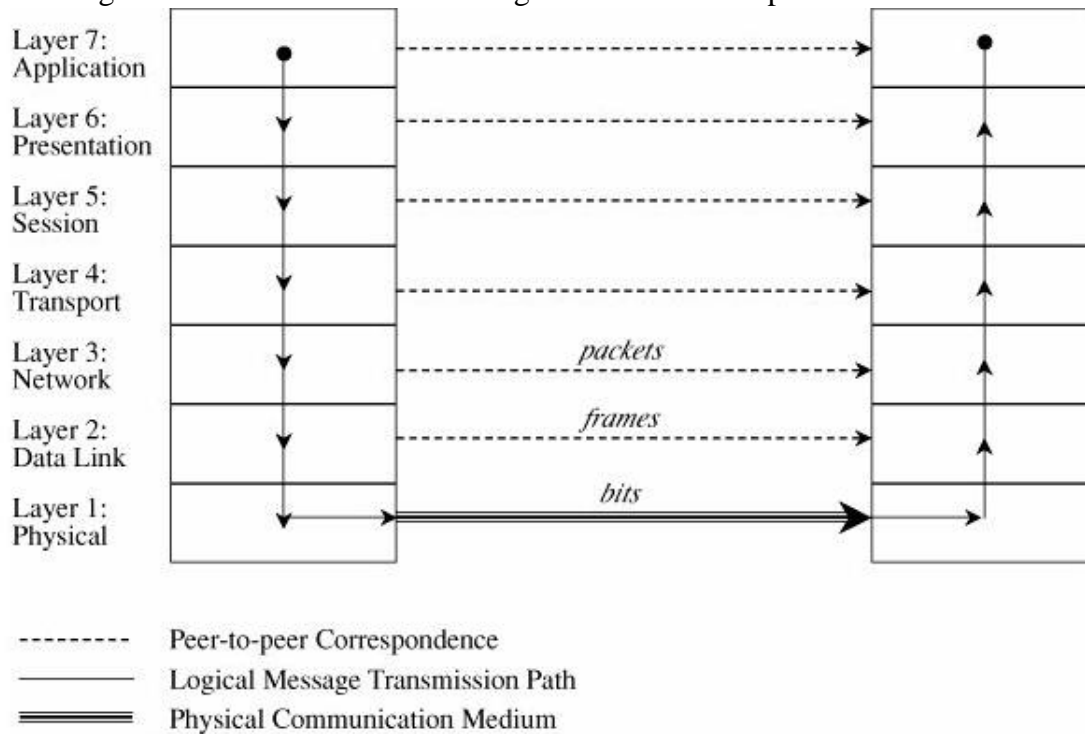 Layer 7:
Application
Layer 6:
Presentation
Layer 5:
Session
Layer 4:
Transport
Layer 3:
Network
packets
Layer 2:
Data Link
frames
Layer 1:
Physical
bits
Peer-to-peer Correspondence
Logical Message Transmission Path
Physical Communication Medium